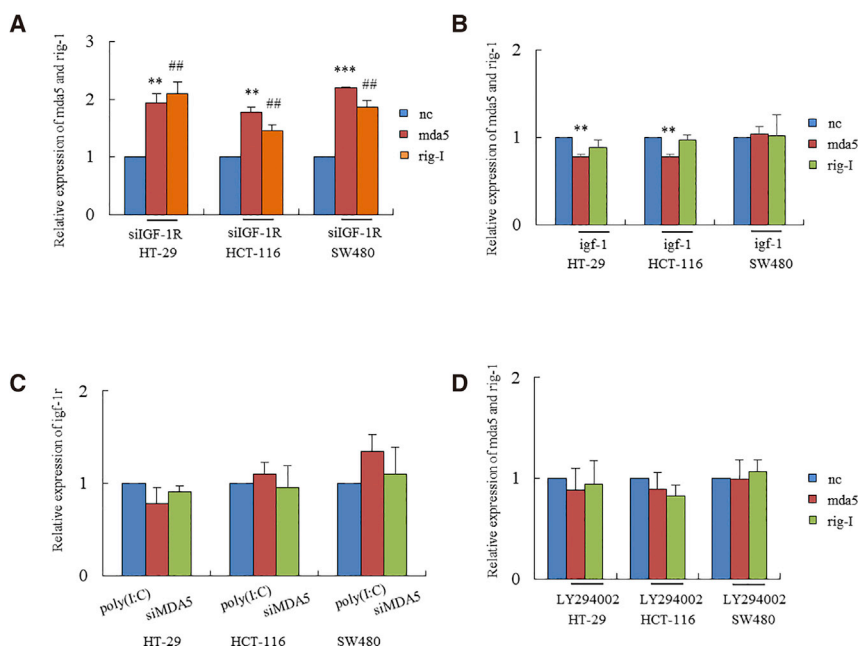 A
Relative expression of mda5 and rig-1
3
2
1
0
** ## ** ## *** ##
nc
mda5
rig-I
siIGF-1R siIGF-1R siIGF-1R
HT-29 HCT-116 SW480
B
Relative expression of mda5 and rig-1
2
1
0
** **
nc
mda5
rig-I
igf-1 igf-1 igf-1
HT-29 HCT-116 SW480
C
Relative expression of igf-1r
2
1
0
poly(I:C) siMDA5 poly(I:C) siMDA5 poly(I:C) siMDA5
HT-29 HCT-116 SW480
D
Relative expression of mda5 and rig-1
2
1
0
nc
mda5
rig-I
LY294002 LY294002 LY294002
HT-29 HCT-116 SW480